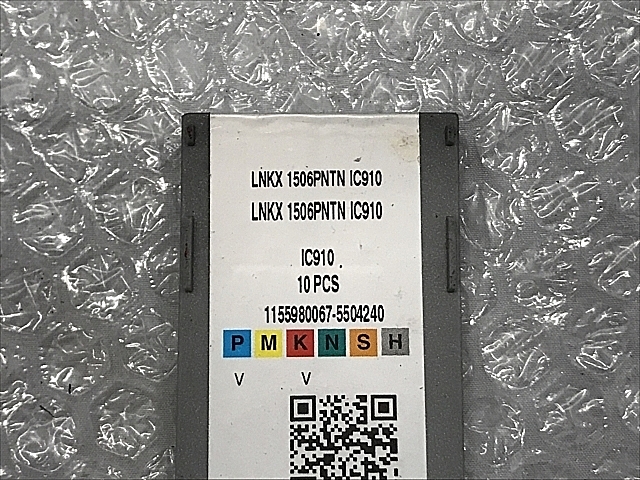 LNKX 1506PNTN IC910
LNKX 1506PNTN IC910
IC910
10 PCS
1155980067-5504240
P M K N S H
V V